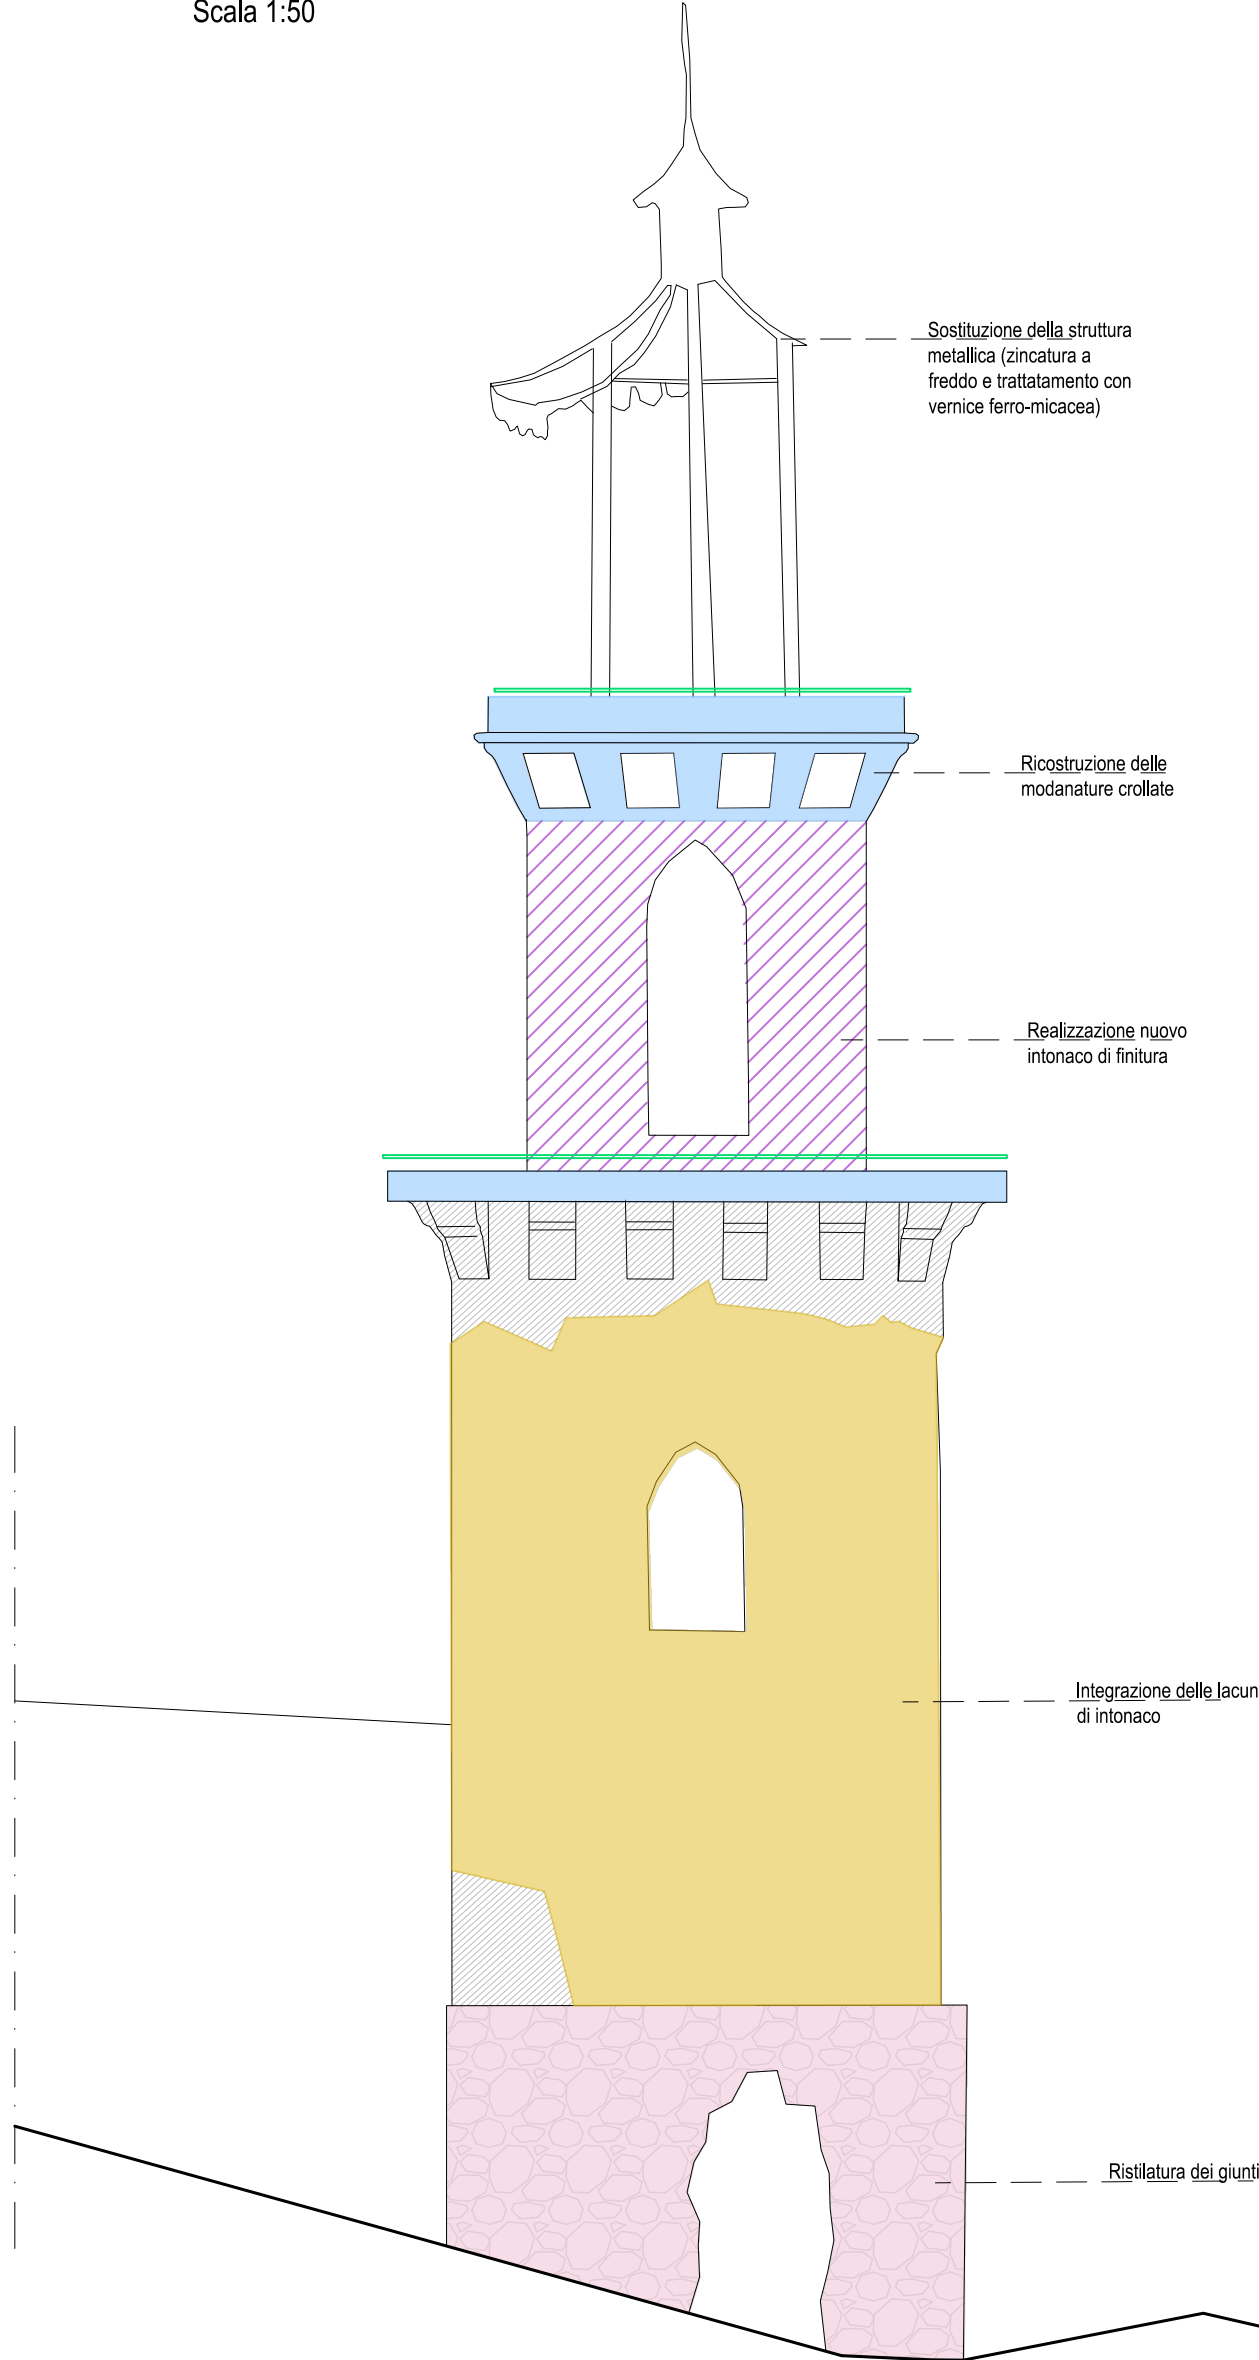 Scala 1:50
Sostituzione della struttura
metallica (zincatura a
freddo e trattatamento con
vernice ferro-micacea)
Ricostruzione delle
modanature crollate
Realizzazione nuovo
intonaco di finitura
Integrazione delle lacun
di intonaco
Ristilatura dei giunti